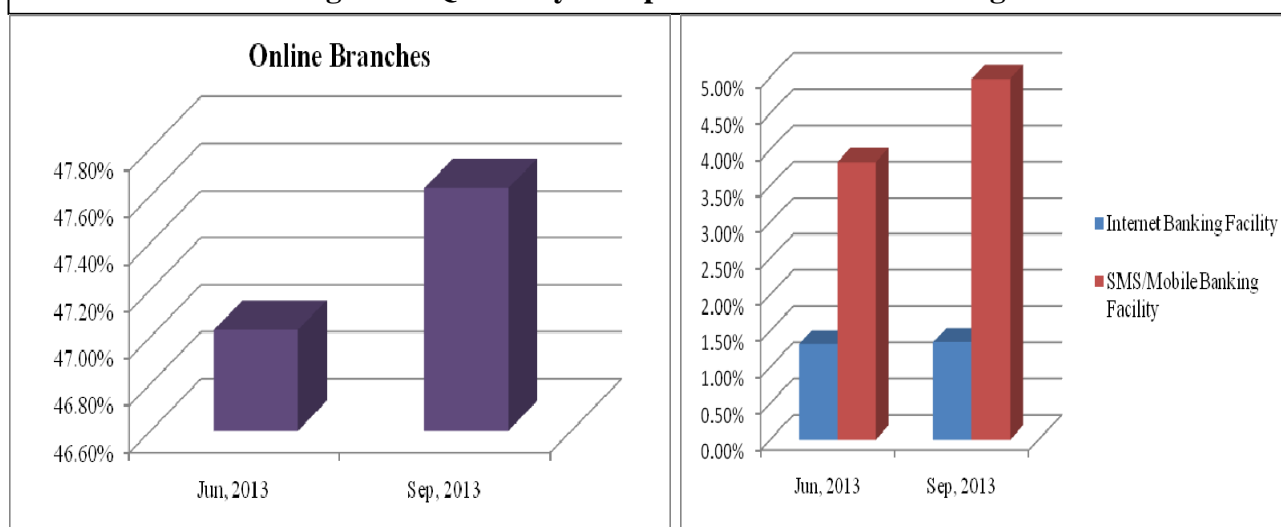 Online Branches
47.80%
47.60%
47.40%
47.20%
47.00%
46.80%
46.60%
Jun, 2013
Sep, 2013
5.00%
4.50%
4.00%
3.50%
3.00%
2.50%
2.00%
1.50%
1.00%
0.50%
0.00%
Jun, 2013
Sep, 2013
Internet Banking Facility
SMS/Mobile Banking
Facility